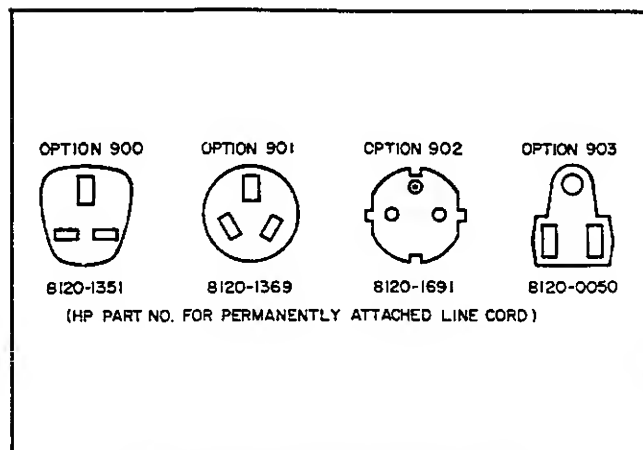 OPTION 900 OPTION 901 OPTION 902 OPTION 903
8120-1351 8120-1369 8120-1691 8120-0050
(HP PART NO. FOR PERMANENTLY ATTACHED LINE CORD)